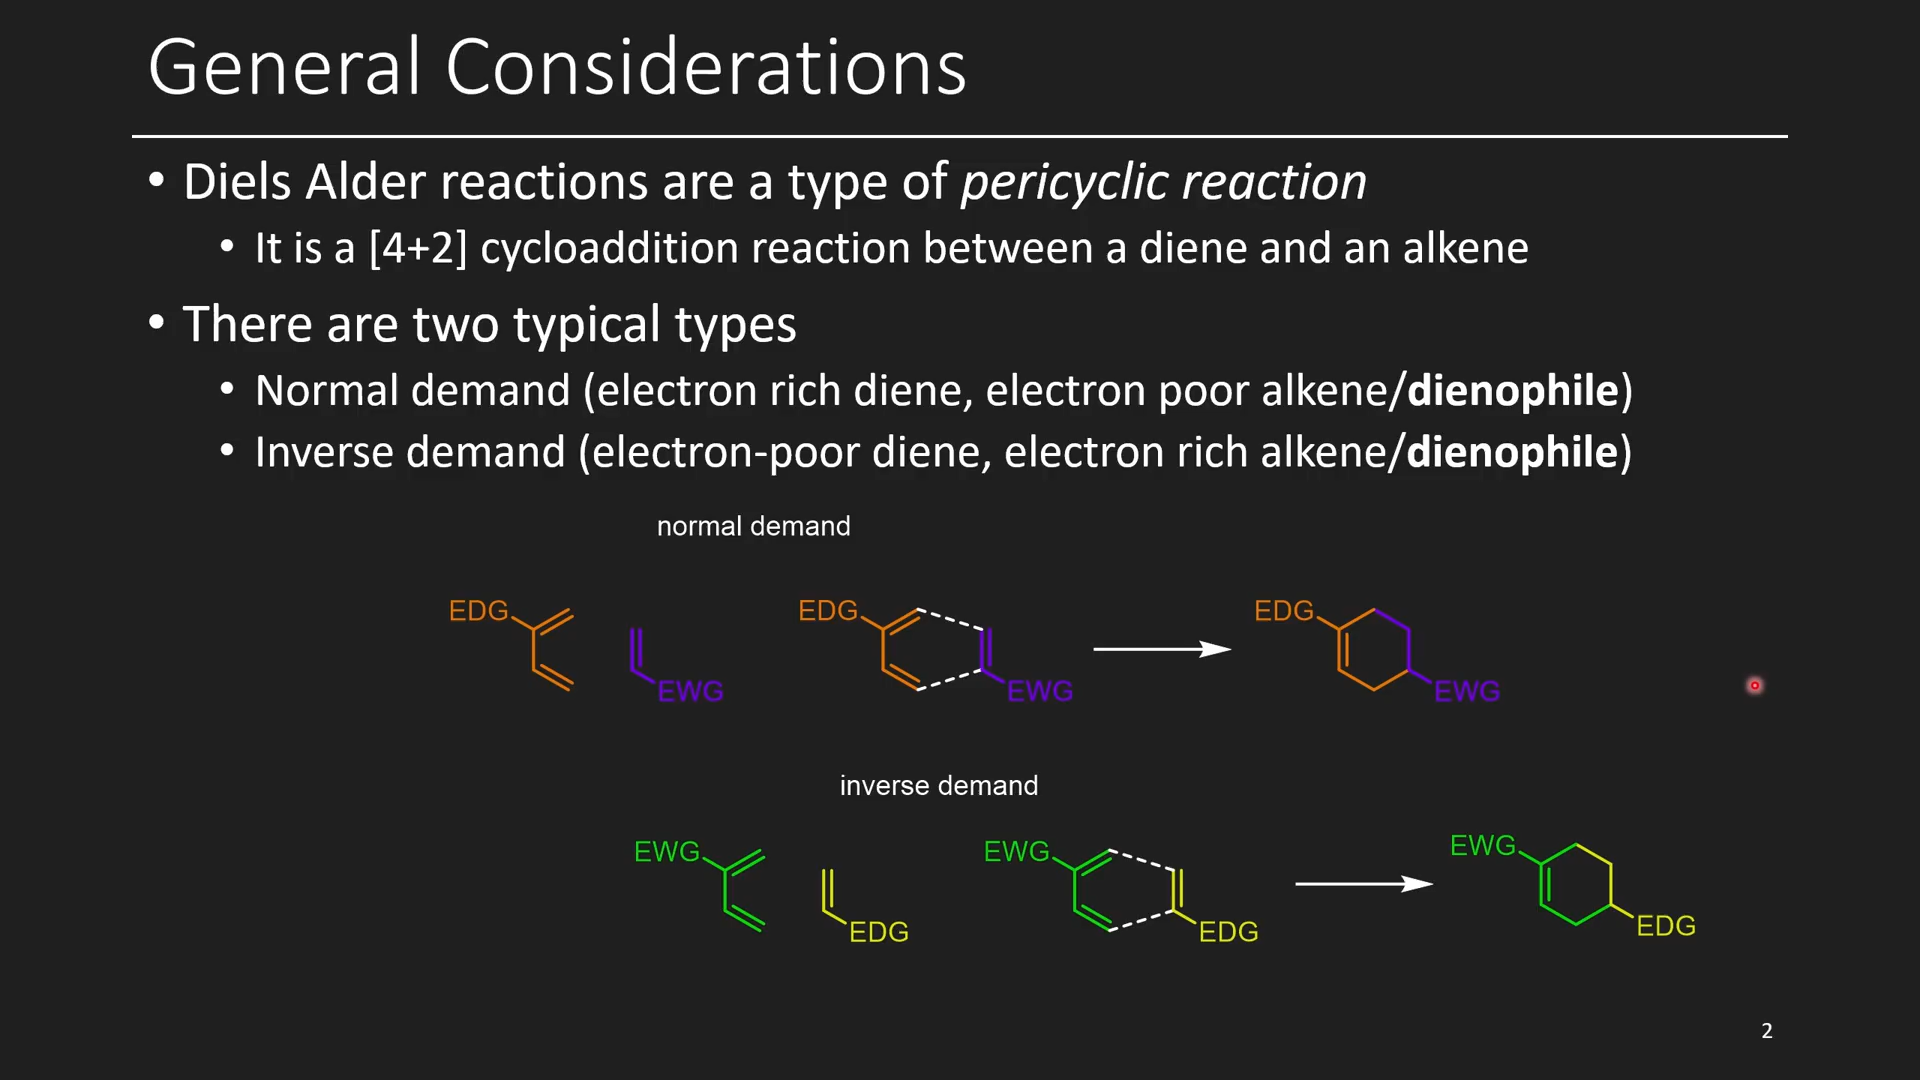 General Considerations
• Diels Alder reactions are a type of pericyclic reaction
• It is a [4+2] cycloaddition reaction between a diene and an alkene
• There are two typical types
• Normal demand (electron rich diene, electron poor alkene/dienophile)
• Inverse demand (electron-poor diene, electron rich alkene/dienophile)
normal demand
EDG EDG EDG
EWG EWG EWG
inverse demand
EWG EWG EWG
EDG EDG EDG
2